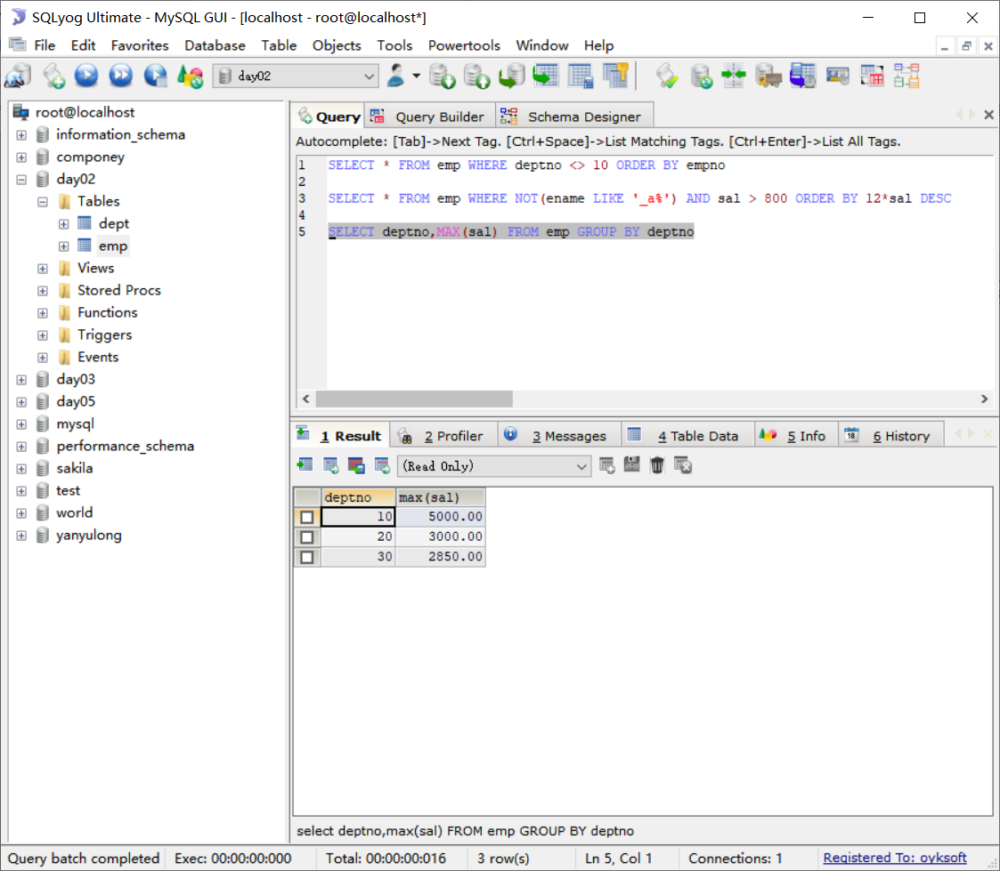 SQLyog Ultimate - MySQL GUI - [localhost - root@localhost*]
File Edit Favorites Database Table Objects Tools Powertools Window Help
day02
root@localhost
information_schema
componey
day02
Tables
dept
emp
Views
Stored Procs
Functions
Triggers
Events
day03
day05
mysql
performance_schema
sakila
test
world
yanyulong
Query Query Builder Schema Designer
Autocomplete: [Tab]->Next Tag. [Ctrl+Space]->List Matching Tags. [Ctrl+Enter]->List All Tags.
1 SELECT * FROM emp WHERE deptno <> 10 ORDER BY empno
2
3 SELECT * FROM emp WHERE NOT(ename LIKE '_a%') AND sal > 800 ORDER BY 12*sal DESC
4
5 SELECT deptno,MAX(sal) FROM emp GROUP BY deptno
1 Result 2 Profiler 3 Messages 4 Table Data 5 Info 18 6 History
(Read Only)
deptno max(sal)
10 5000.00
20 3000.00
30 2850.00
select deptno,max(sal) FROM emp GROUP BY deptno
Query batch completed Exec: 00:00:00:000 Total: 00:00:00:016 3 row(s) Ln 5, Col 1 Connections: 1 Registered To: oyksoft